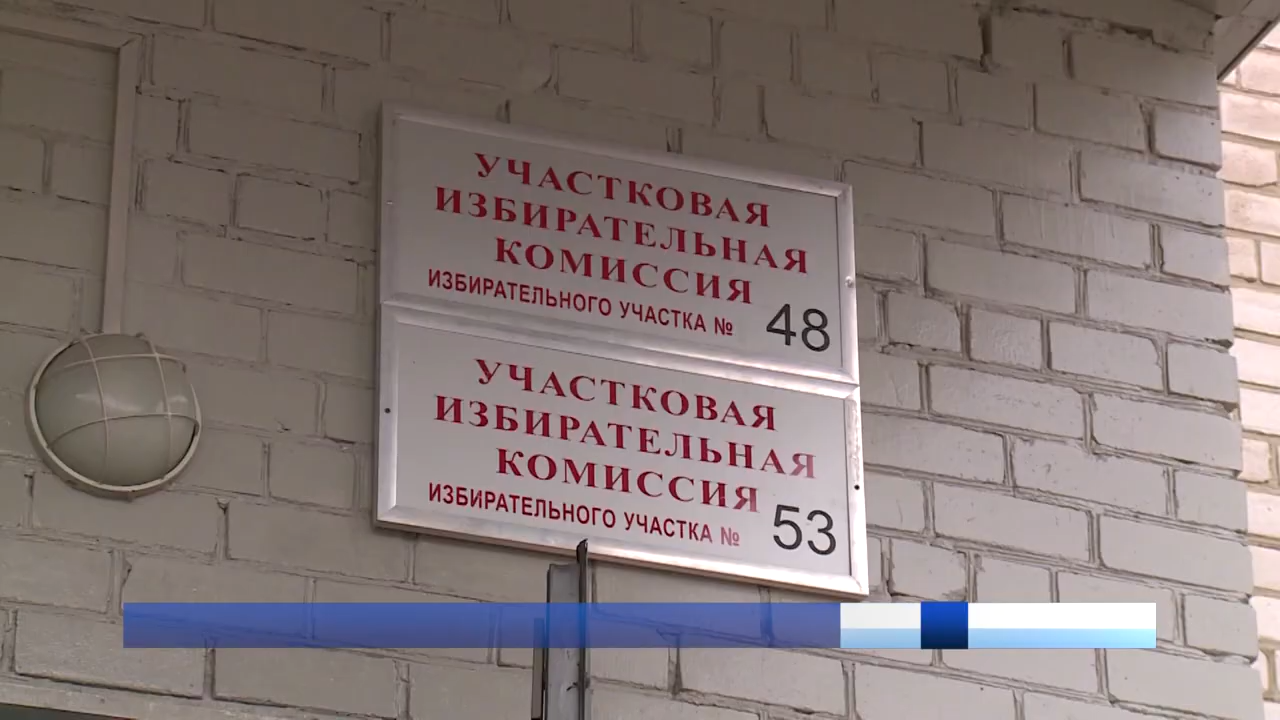 УЧАСТКОВАЯ
ИЗБИРАТЕЛЬНАЯ
КОМИССИЯ
ИЗБИРАТЕЛЬНОГО УЧАСТКА № 48
УЧАСТКОВАЯ
ИЗБИРАТЕЛЬНАЯ
КОМИССИЯ
ИЗБИРАТЕЛЬНОГО УЧАСТКА № 53